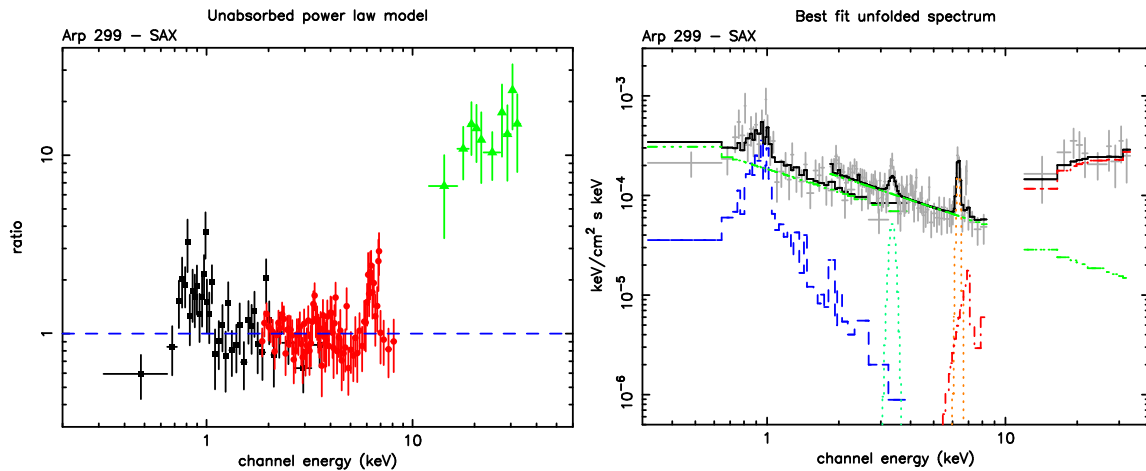 Unabsorbed power law model
Arp 299 – SAX
ratio
10
1
1
10
channel energy (keV)
Best fit unfolded spectrum
Arp 299 – SAX
keV/cm² s keV
10⁻³
10⁻⁴
10⁻⁵
10⁻⁶
1
10
channel energy (keV)